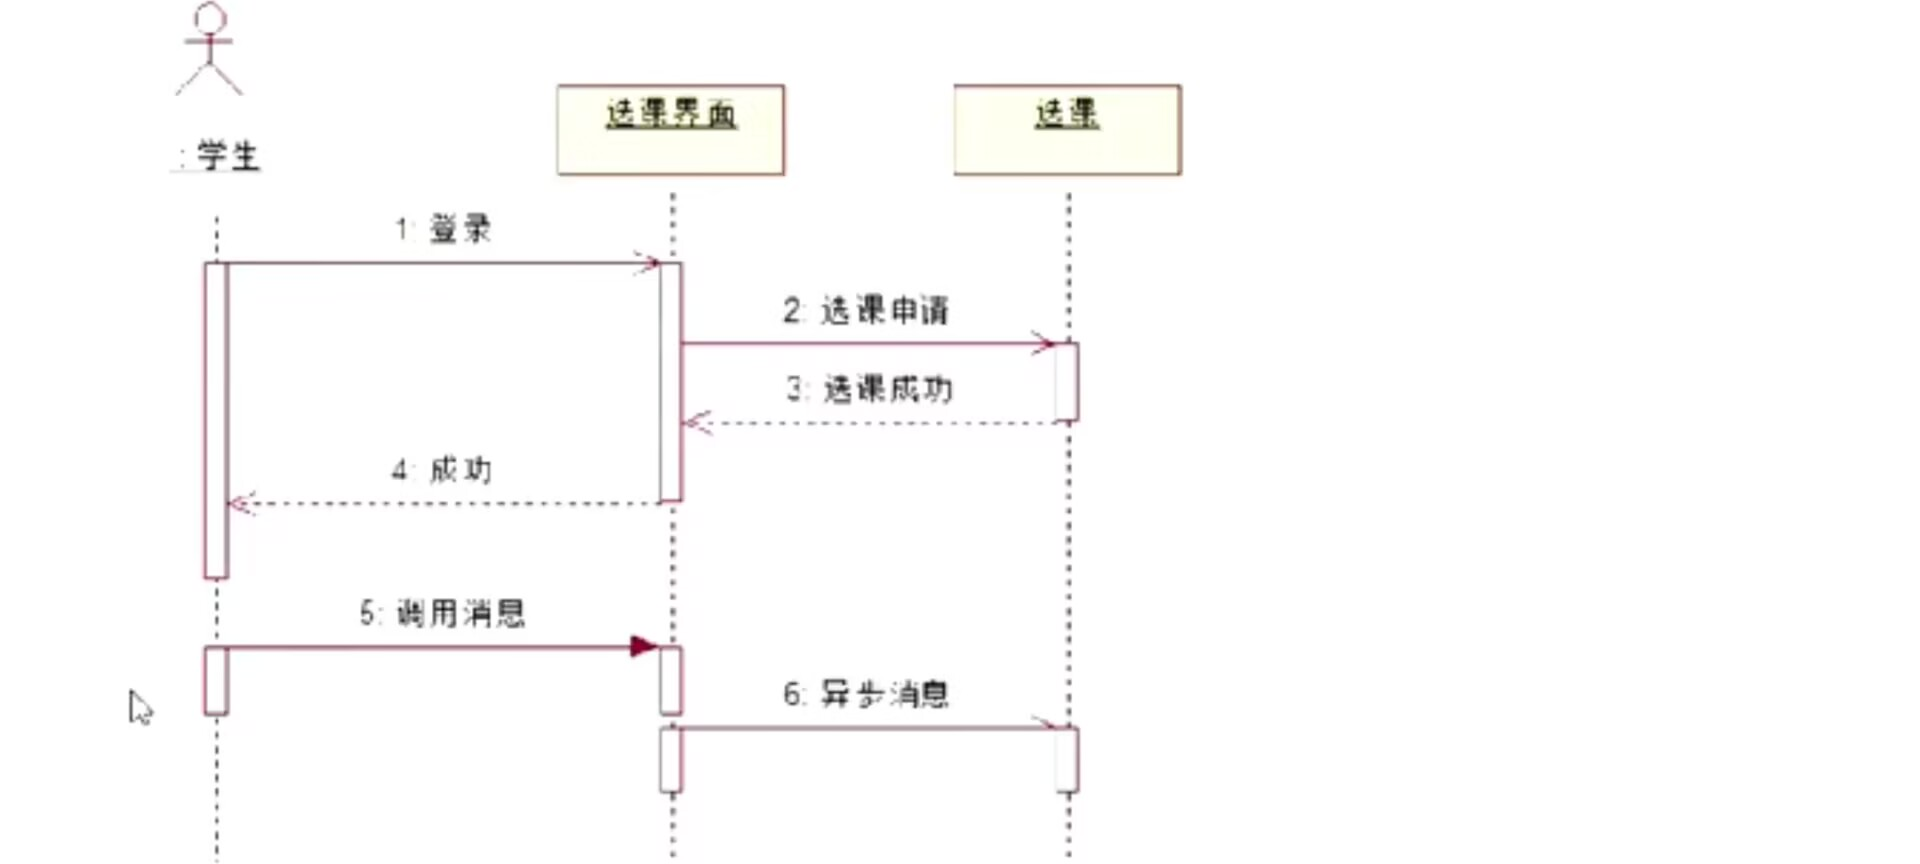 选课界面
选课
: 学生
1: 登录
2: 选课申请
3: 选课成功
4: 成功
5: 调用消息
6: 异步消息